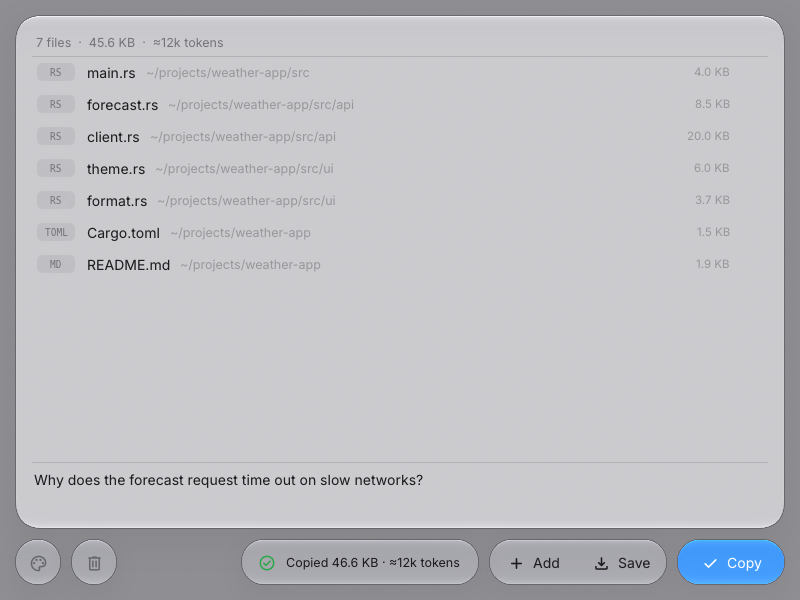 7 files · 45.6 KB · ≈12k tokens
RS main.rs ~/projects/weather-app/src 4.0 KB
RS forecast.rs ~/projects/weather-app/src/api 8.5 KB
RS client.rs ~/projects/weather-app/src/api 20.0 KB
RS theme.rs ~/projects/weather-app/src/ui 6.0 KB
RS format.rs ~/projects/weather-app/src/ui 3.7 KB
TOML Cargo.toml ~/projects/weather-app 1.5 KB
MD README.md ~/projects/weather-app 1.9 KB
Why does the forecast request time out on slow networks?
Copied 46.6 KB · ≈12k tokens Add Save Copy